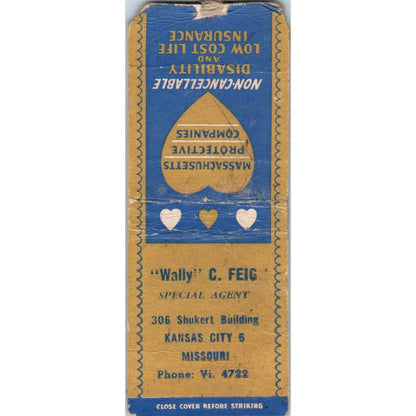 NON-CANCELLABLE
DISABILITY
AND
LOW COST LIFE
INSURANCE
MASSACHUSETTS
PROTECTIVE
COMPANIES
"Wally" C. FEIG
SPECIAL AGENT
306 Shukert Building
KANSAS CITY 6
MISSOURI
Phone: Vi. 4722
CLOSE COVER BEFORE STRIKING